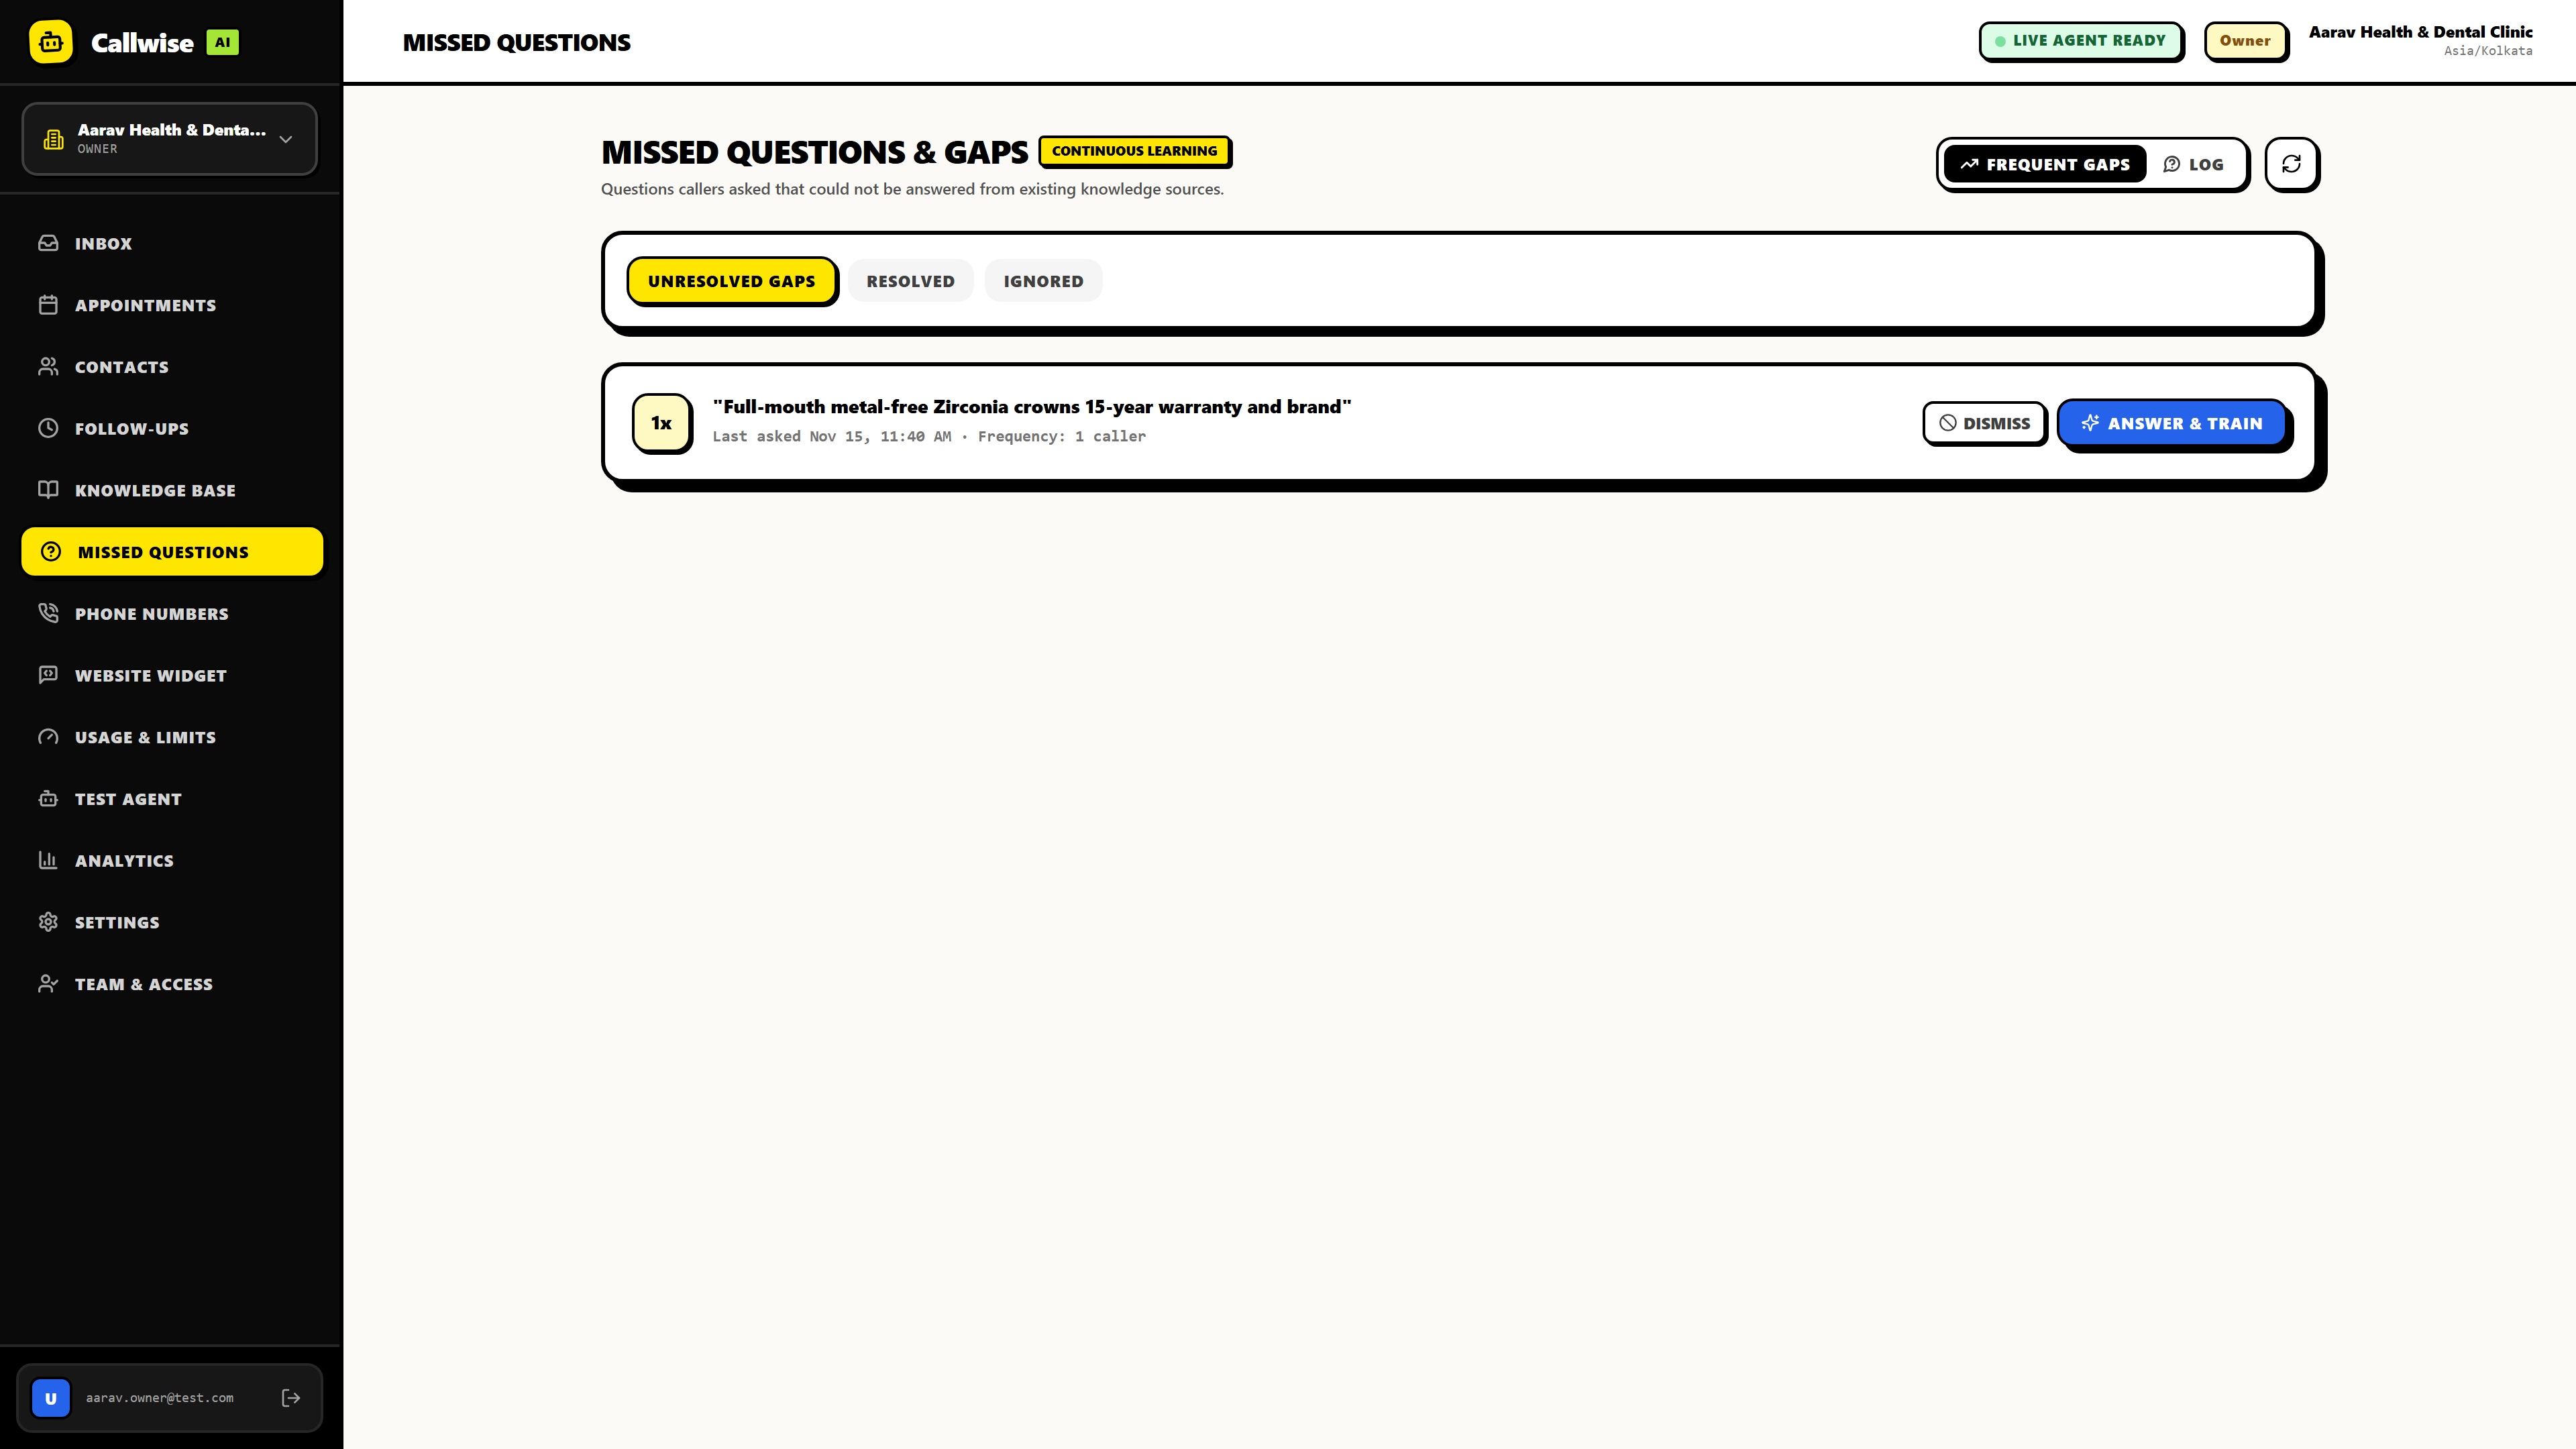 Callwise AI
Aarav Health & Denta...
OWNER
INBOX
APPOINTMENTS
CONTACTS
FOLLOW-UPS
KNOWLEDGE BASE
MISSED QUESTIONS
PHONE NUMBERS
WEBSITE WIDGET
USAGE & LIMITS
TEST AGENT
ANALYTICS
SETTINGS
TEAM & ACCESS
U aarav.owner@test.com
MISSED QUESTIONS
LIVE AGENT READY
Owner
Aarav Health & Dental Clinic
Asia/Kolkata
MISSED QUESTIONS & GAPS CONTINUOUS LEARNING
Questions callers asked that could not be answered from existing knowledge sources.
FREQUENT GAPS LOG
UNRESOLVED GAPS RESOLVED IGNORED
1x
"Full-mouth metal-free Zirconia crowns 15-year warranty and brand"
Last asked Nov 15, 11:40 AM · Frequency: 1 caller
DISMISS ANSWER & TRAIN